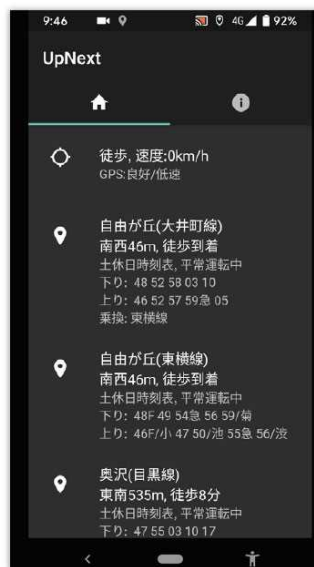 9:46 4G 92%
UpNext
徒歩, 速度:0km/h
GPS:良好/低速
自由が丘(大井町線)
南西46m, 徒歩到着
土休日時刻表, 平常運転中
下り: 48 52 58 03 10
上り: 46 52 57 59急 05
乗換: 東横線
自由が丘(東横線)
南西46m, 徒歩到着
土休日時刻表, 平常運転中
下り: 48F 49 54急 56 59/菊
上り: 46F/小 47 50/池 55急 56/渋
奥沢(目黒線)
東南535m, 徒歩8分
土休日時刻表, 平常運転中
下り: 47 55 03 10 17